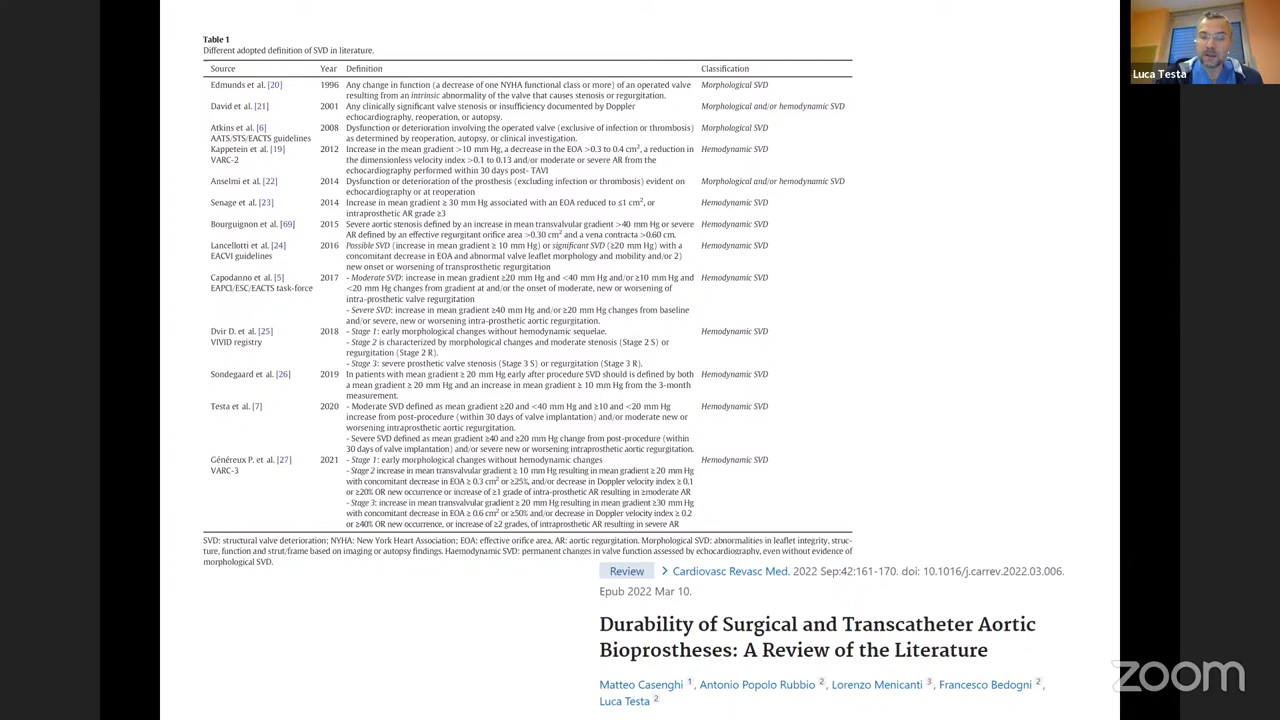 Luca Testa
Table 1
Different adopted definition of SVD in literature.
Source Year Definition Classification
Edmunds et al. [20] 1996 Any change in function (a decrease of one NYHA functional class or more) of an operated valve Morphological SVD
resulting from an intrinsic abnormality of the valve that causes stenosis or regurgitation.
David et al. [21] 2001 Any clinically significant valve stenosis or insufficiency documented by Doppler Morphological and/or hemodynamic SVD
echocardiography, reoperation, or autopsy.
Atkins et al. [6] 2008 Dysfunction or deterioration involving the operated valve (exclusive of infection or thrombosis) Morphological SVD
AATS/STS/EACTS guidelines as determined by reoperation, autopsy, or clinical investigation.
Kappetein et al. [19] 2012 Increase in the mean gradient >10 mm Hg, a decrease in the EOA >0.3 to 0.4 cm², a reduction in Hemodynamic SVD
VARC-2 the dimensionless velocity index >0.1 to 0.13 and/or moderate or severe AR from the
echocardiography performed within 30 days post- TAVI
Anselmi et al. [22] 2014 Dysfunction or deterioration of the prosthesis (excluding infection or thrombosis) evident on Morphological and/or hemodynamic SVD
echocardiography or at reoperation
Senage et al. [23] 2014 Increase in mean gradient ≥ 30 mm Hg associated with an EOA reduced to ≤1 cm², or Hemodynamic SVD
intraprosthetic AR grade ≥3
Bourguignon et al. [69] 2015 Severe aortic stenosis defined by an increase in mean transvalvular gradient >40 mm Hg or severe Hemodynamic SVD
AR defined by an effective regurgitant orifice area >0.30 cm² and a vena contracta >0.60 cm.
Lancellotti et al. [24] 2016 Possible SVD (increase in mean gradient ≥ 10 mm Hg) or significant SVD (≥20 mm Hg) with a Hemodynamic SVD
EACVI guidelines concomitant decrease in EOA and abnormal valve leaflet morphology and mobility and/or 2)
new onset or worsening of transprosthetic regurgitation
Capodanno et al. [5] 2017 - Moderate SVD: increase in mean gradient ≥20 mm Hg and <40 mm Hg and/or ≥10 mm Hg and Hemodynamic SVD
EAPCI/ESC/EACTS task-force <20 mm Hg changes from gradient at and/or the onset of moderate, new or worsening of
intra-prosthetic valve regurgitation
- Severe SVD: increase in mean gradient ≥40 mm Hg and/or ≥20 mm Hg changes from baseline
and/or severe, new or worsening intra-prosthetic aortic regurgitation.
Dvir D. et al. [25] 2018 - Stage 1: early morphological changes without hemodynamic sequelae. Hemodynamic SVD
VIVID registry - Stage 2 is characterized by morphological changes and moderate stenosis (Stage 2 S) or
regurgitation (Stage 2 R).
- Stage 3: severe prosthetic valve stenosis (Stage 3 S) or regurgitation (Stage 3 R).
Sondegaard et al. [26] 2019 In patients with mean gradient ≥ 20 mm Hg early after procedure SVD should is defined by both Hemodynamic SVD
a mean gradient ≥ 20 mm Hg and an increase in mean gradient ≥ 10 mm Hg from the 3-month
measurement.
Testa et al. [7] 2020 - Moderate SVD defined as mean gradient ≥20 and <40 mm Hg and ≥10 and <20 mm Hg Hemodynamic SVD
increase from post-procedure (within 30 days of valve implantation) and/or moderate new or
worsening intraprosthetic aortic regurgitation.
- Severe SVD defined as mean gradient ≥40 and ≥20 mm Hg change from post-procedure (within
30 days of valve implantation) and/or severe new or worsening intraprosthetic aortic regurgitation.
Généreux P. et al. [27] 2021 - Stage 1: early morphological changes without hemodynamic changes Hemodynamic SVD
VARC-3 - Stage 2 increase in mean transvalvular gradient ≥ 10 mm Hg resulting in mean gradient ≥ 20 mm Hg
with concomitant decrease in EOA ≥ 0.3 cm² or ≥25%, and/or decrease in Doppler velocity index ≥ 0.1
or ≥20% OR new occurrence or increase of ≥1 grade of intra-prosthetic AR resulting ≥moderate AR
- Stage 3: increase in mean transvalvular gradient ≥ 20 mm Hg resulting in mean gradient ≥30 mm Hg
with concomitant decrease in EOA ≥ 0.6 cm² or ≥50% and/or decrease in Doppler velocity index ≥ 0.2
or ≥40% OR new occurrence, or increase of ≥2 grades, of intraprosthetic AR resulting in severe AR
SVD: structural valve deterioration; NYHA: New York Heart Association; EOA: effective orifice area, AR: aortic regurgitation. Morphological SVD: abnormalities in leaflet integrity, struc-
ture, function and strut/frame based on imaging or autopsy findings. Haemodynamic SVD: permanent changes in valve function assessed by echocardiography, even without evidence of
morphological SVD.
Review > Cardiovasc Revasc Med. 2022 Sep:42:161-170. doi: 10.1016/j.carrev.2022.03.006.
Epub 2022 Mar 10.
Durability of Surgical and Transcatheter Aortic
Bioprostheses: A Review of the Literature
Matteo Casenghi 1, Antonio Popolo Rubbio 2, Lorenzo Menicanti 3, Francesco Bedogni 2,
Luca Testa 2
zoom